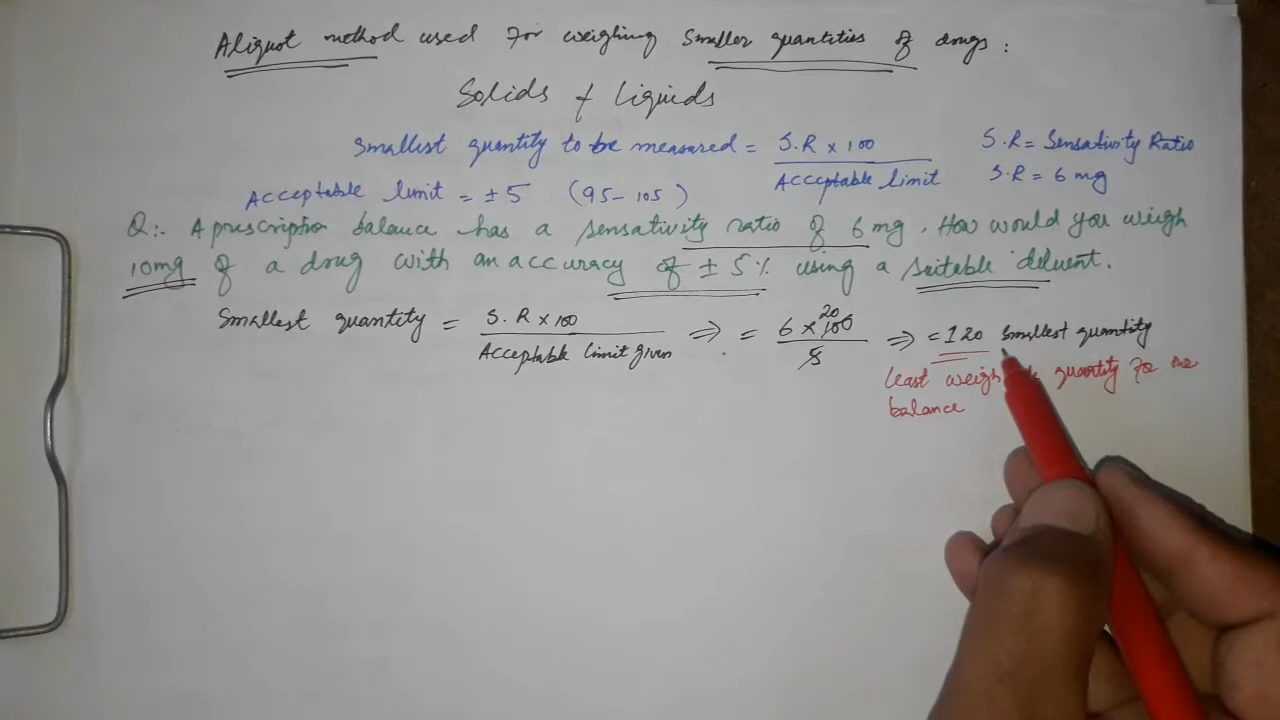 Aliquot method used for weighing smaller quantities of drugs :
Solids & Liquids
Smallest quantity to be measured = S.R x 100 / Acceptable limit
S.R = Sensativity Ratio
S.R = 6 mg
Acceptable limit = ± 5 (95 - 105)
Q:- A prescriptio balance has a sensativity ratio of 6 mg. How would you weigh
10mg of a drug with an accuracy of ± 5% using a suitable diluent.
Smallest quantity = S.R x 100 / Acceptable limit given => = 6 x 100 20 / 5 => = 120 smallest quantity
Least quantity for
balance